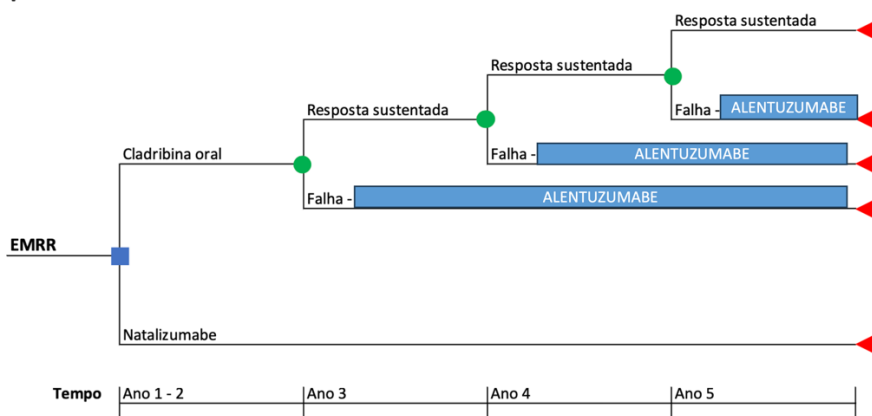 Resposta sustentada
Resposta sustentada
Falha - ALENTUZUMABE
Resposta sustentada
Falha - ALENTUZUMABE
Cladribina oral
Falha - ALENTUZUMABE
EMRR
Natalizumabe
Tempo Ano 1 - 2 Ano 3 Ano 4 Ano 5